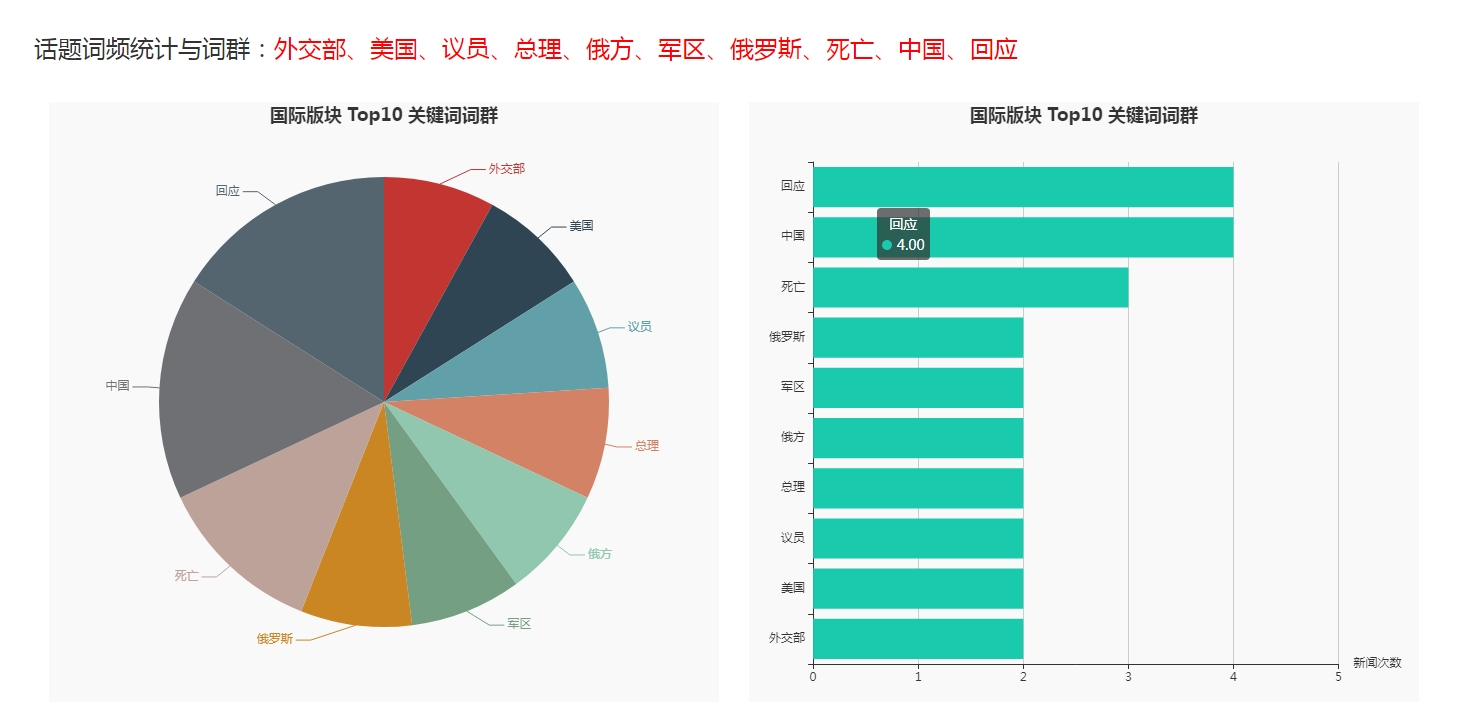 话题词频统计与词群：外交部、美国、议员、总理、俄方、军区、俄罗斯、死亡、中国、回应
国际版块 Top10 关键词词群
外交部
回应
美国
议员
中国
总理
俄方
死亡
军区
俄罗斯
国际版块 Top10 关键词词群
回应
中国
死亡
俄罗斯
军区
俄方
总理
议员
美国
外交部
回应
4.00
0 1 2 3 4 5
新闻次数